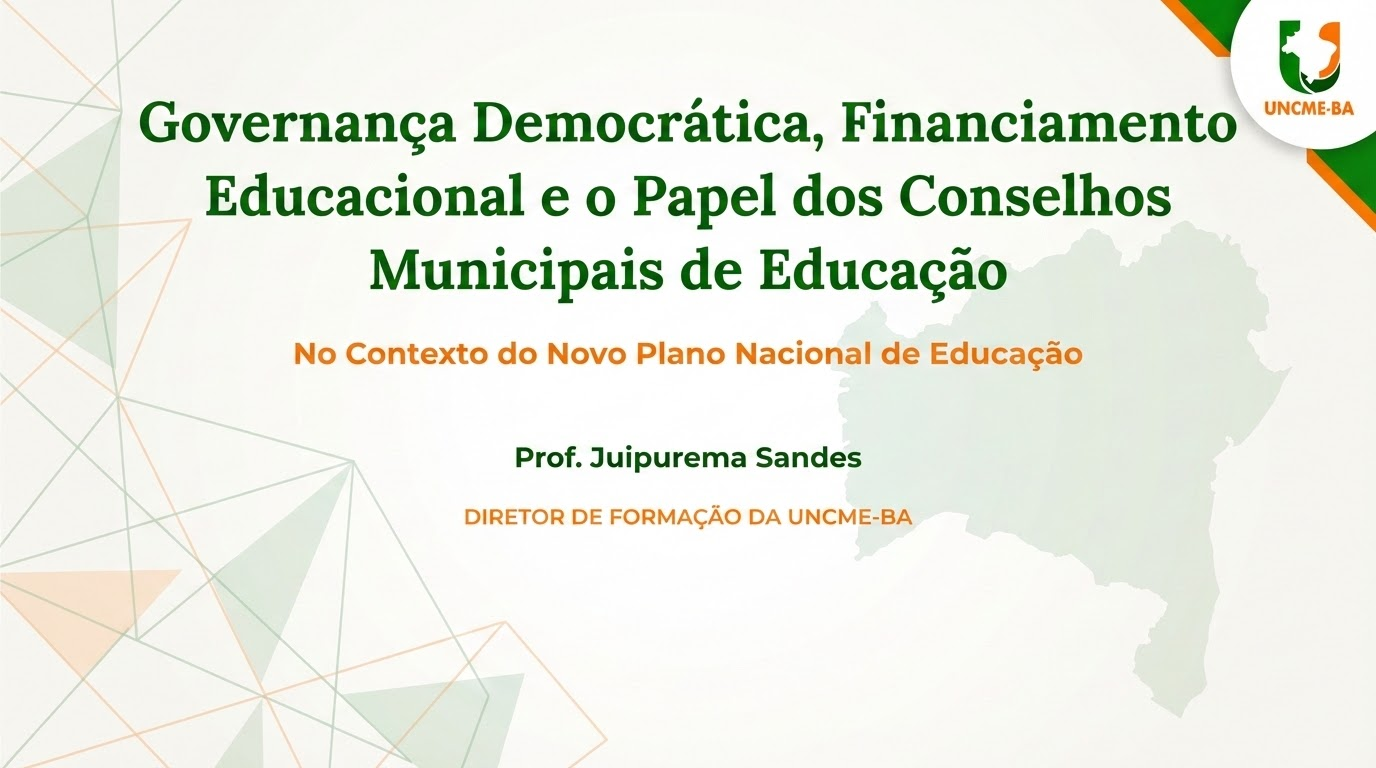 UNCME-BA
Governança Democrática, Financiamento
Educacional e o Papel dos Conselhos
Municipais de Educação
No Contexto do Novo Plano Nacional de Educação
Prof. Juipurema Sandes
DIRETOR DE FORMAÇÃO DA UNCME-BA